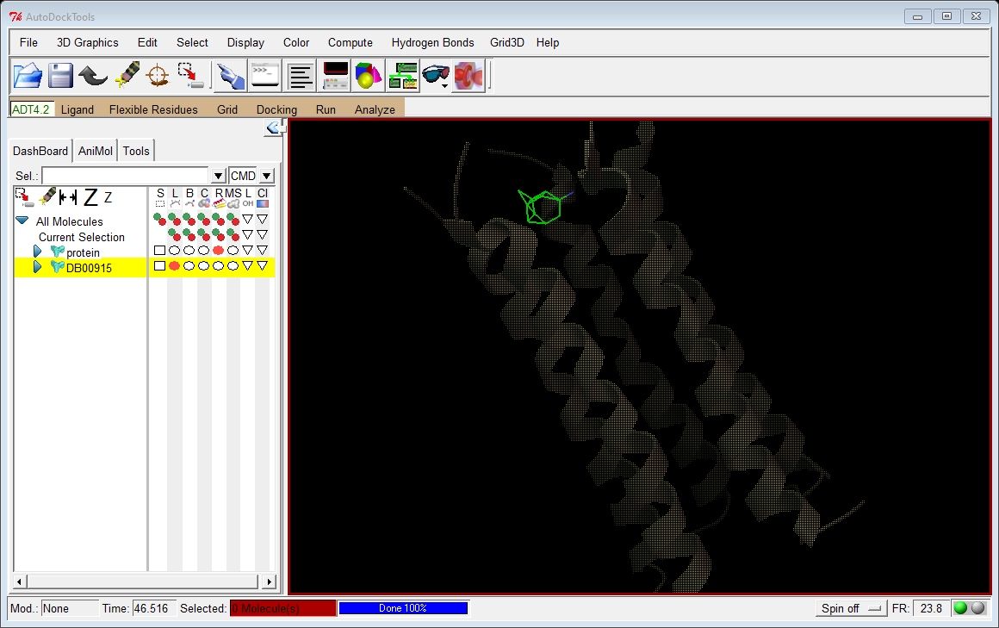 AutoDockTools
File 3D Graphics Edit Select Display Color Compute Hydrogen Bonds Grid3D Help
>>>
ADT4.2 Ligand Flexible Residues Grid Docking Run Analyze
DashBoard AniMol Tools
Sel.: CMD
Z Z S L B C R MS L Cl
OH
All Molecules
Current Selection
protein
DB00915
Mod.: None Time: 46.516 Selected: 0 Molecule(s) Done 100% Spin off FR: 23.8